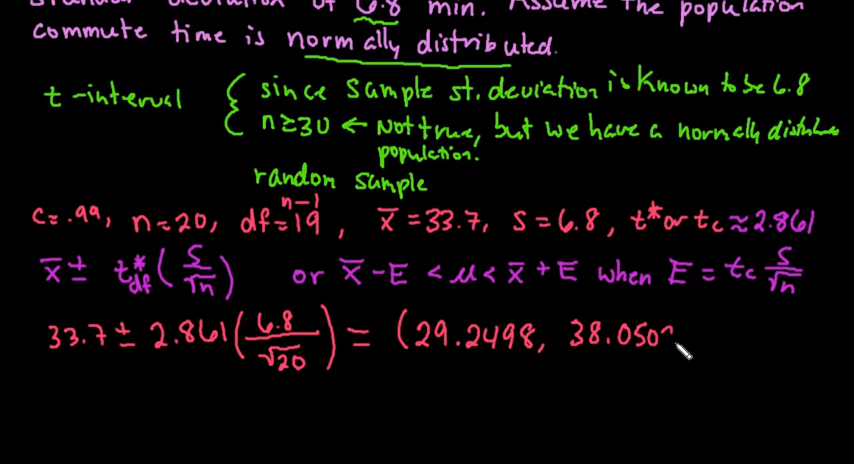 standard deviation of 6.8 min. Assume the population
commute time is normally distributed.
t-interval { since sample st. deviation is known to be 6.8
n ≥ 30 ← Not true, but we have a normally
population.
random sample
c = .99, n = 20, df = 19, x̄ = 33.7, s = 6.8, t* or tc ≈ 2.861
n-1
x̄ ± t*df (s/√n) or x̄ - E < μ < x̄ + E when E = tc s/√n
33.7 ± 2.861 (6.8/√20) = (29.2498, 38.050